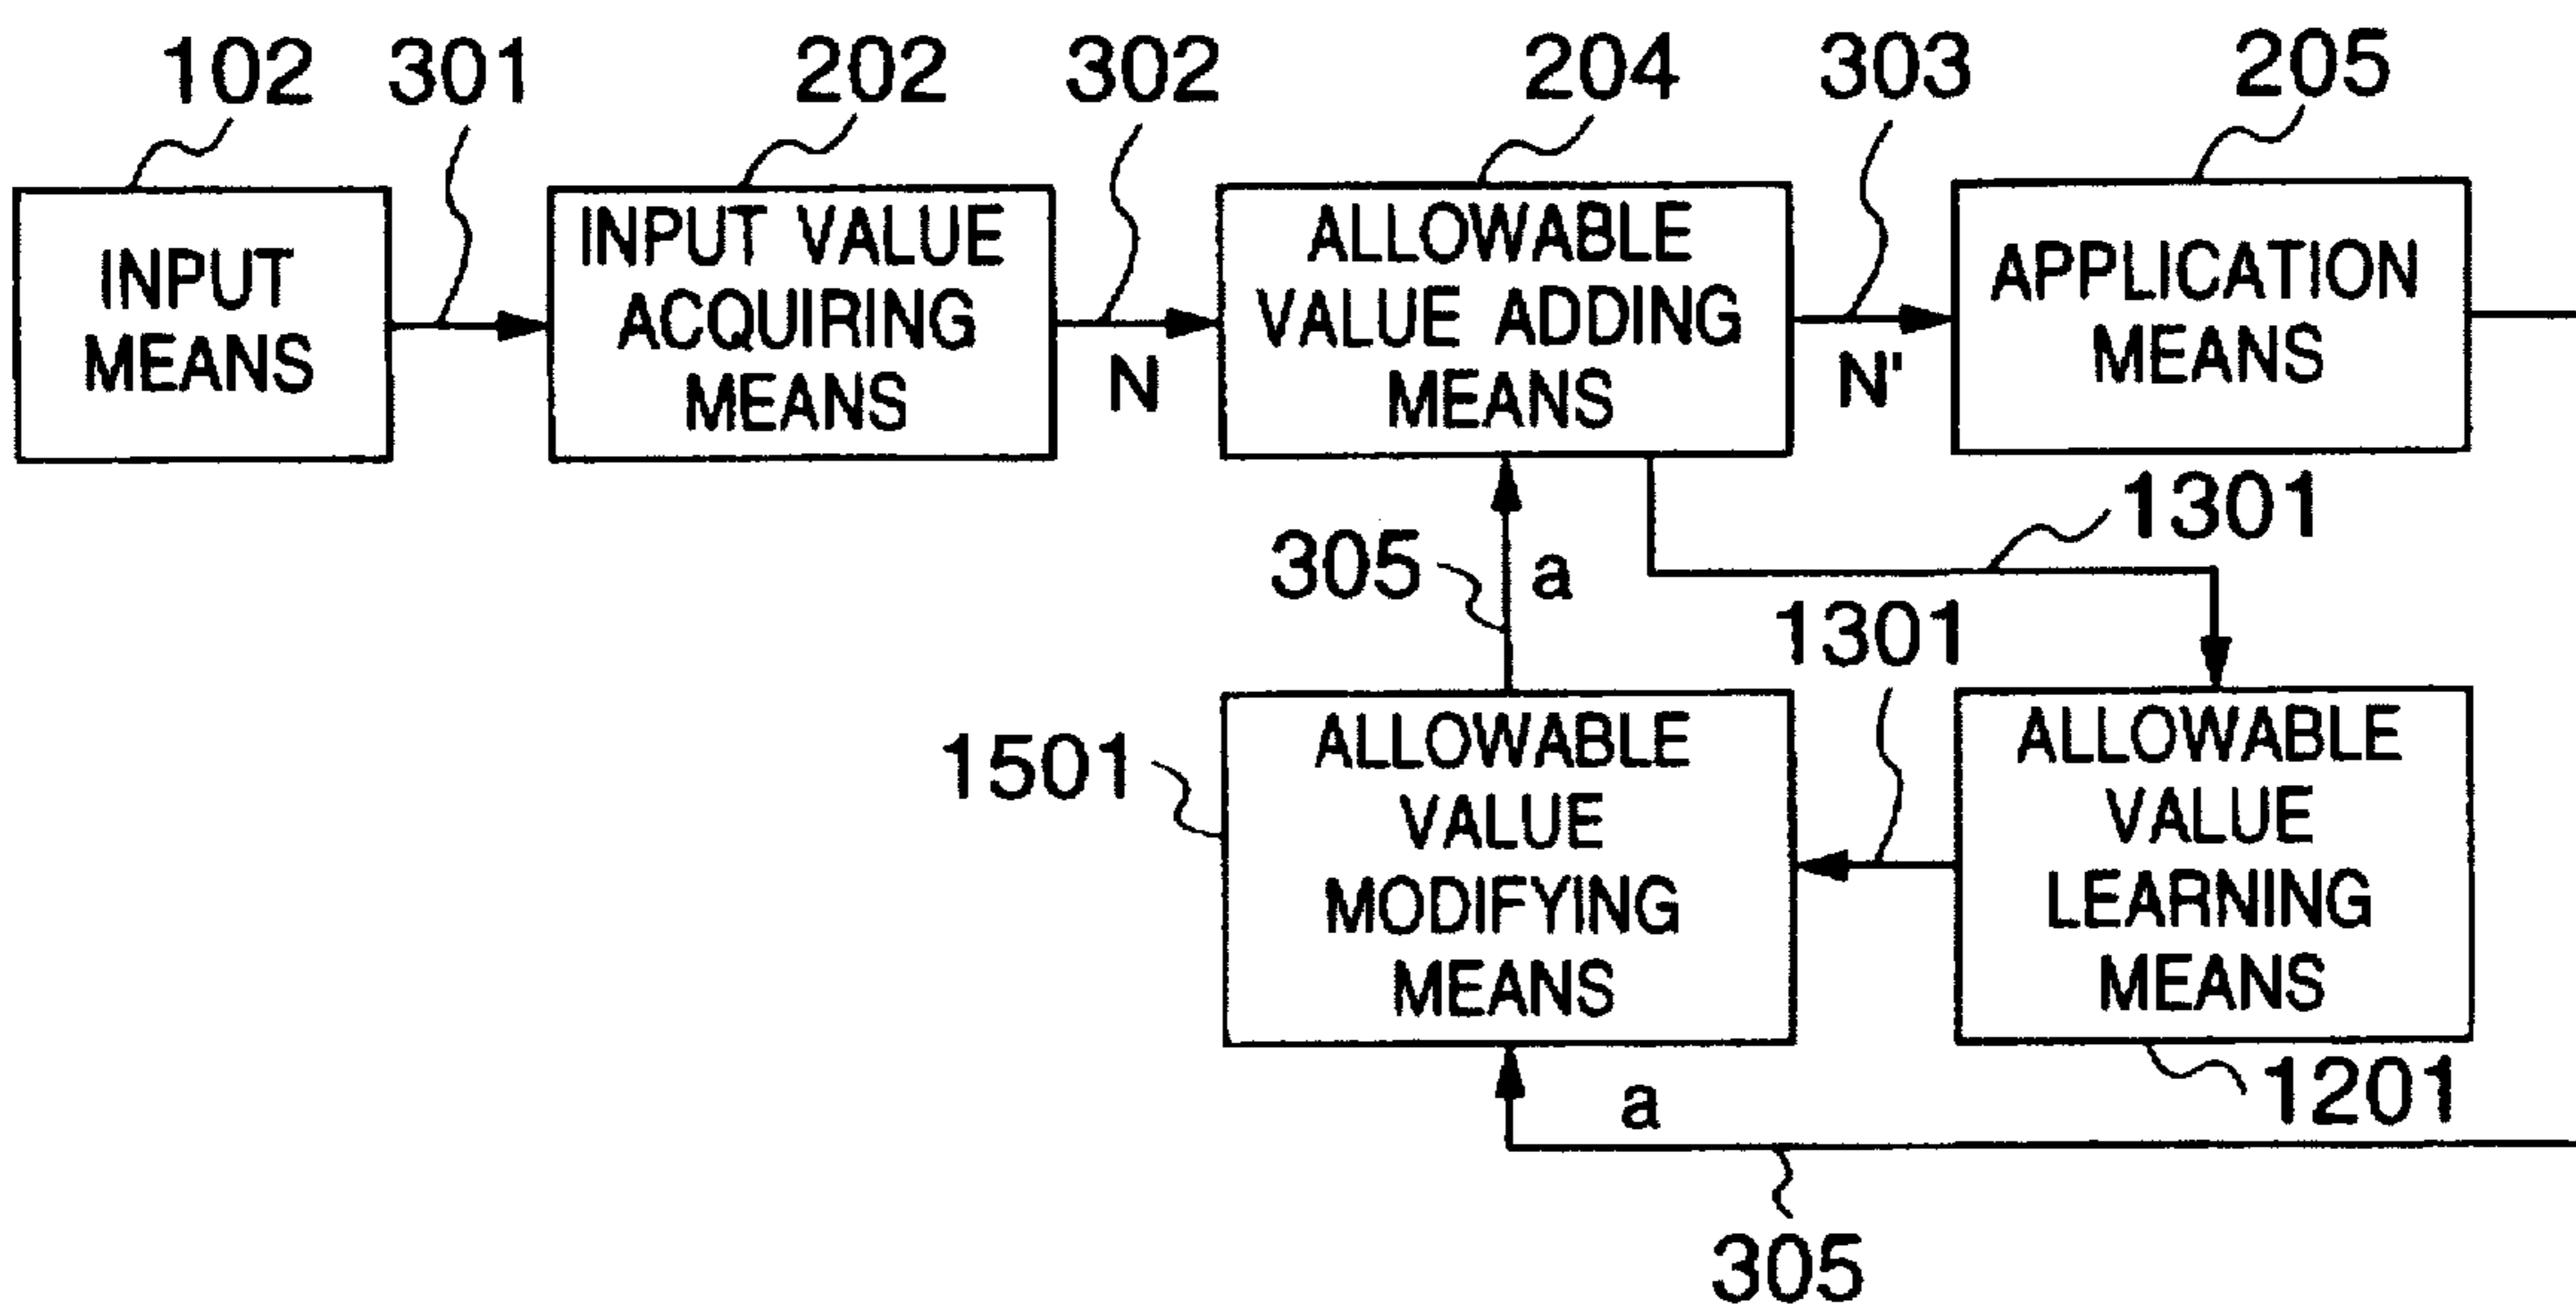 102
301
202
302
204
303
205
INPUT
MEANS
INPUT VALUE
ACQUIRING
MEANS
N
ALLOWABLE
VALUE ADDING
MEANS
N'
APPLICATION
MEANS
305
a
1301
1301
1501
ALLOWABLE
VALUE
MODIFYING
MEANS
ALLOWABLE
VALUE
LEARNING
MEANS
a
1201
305